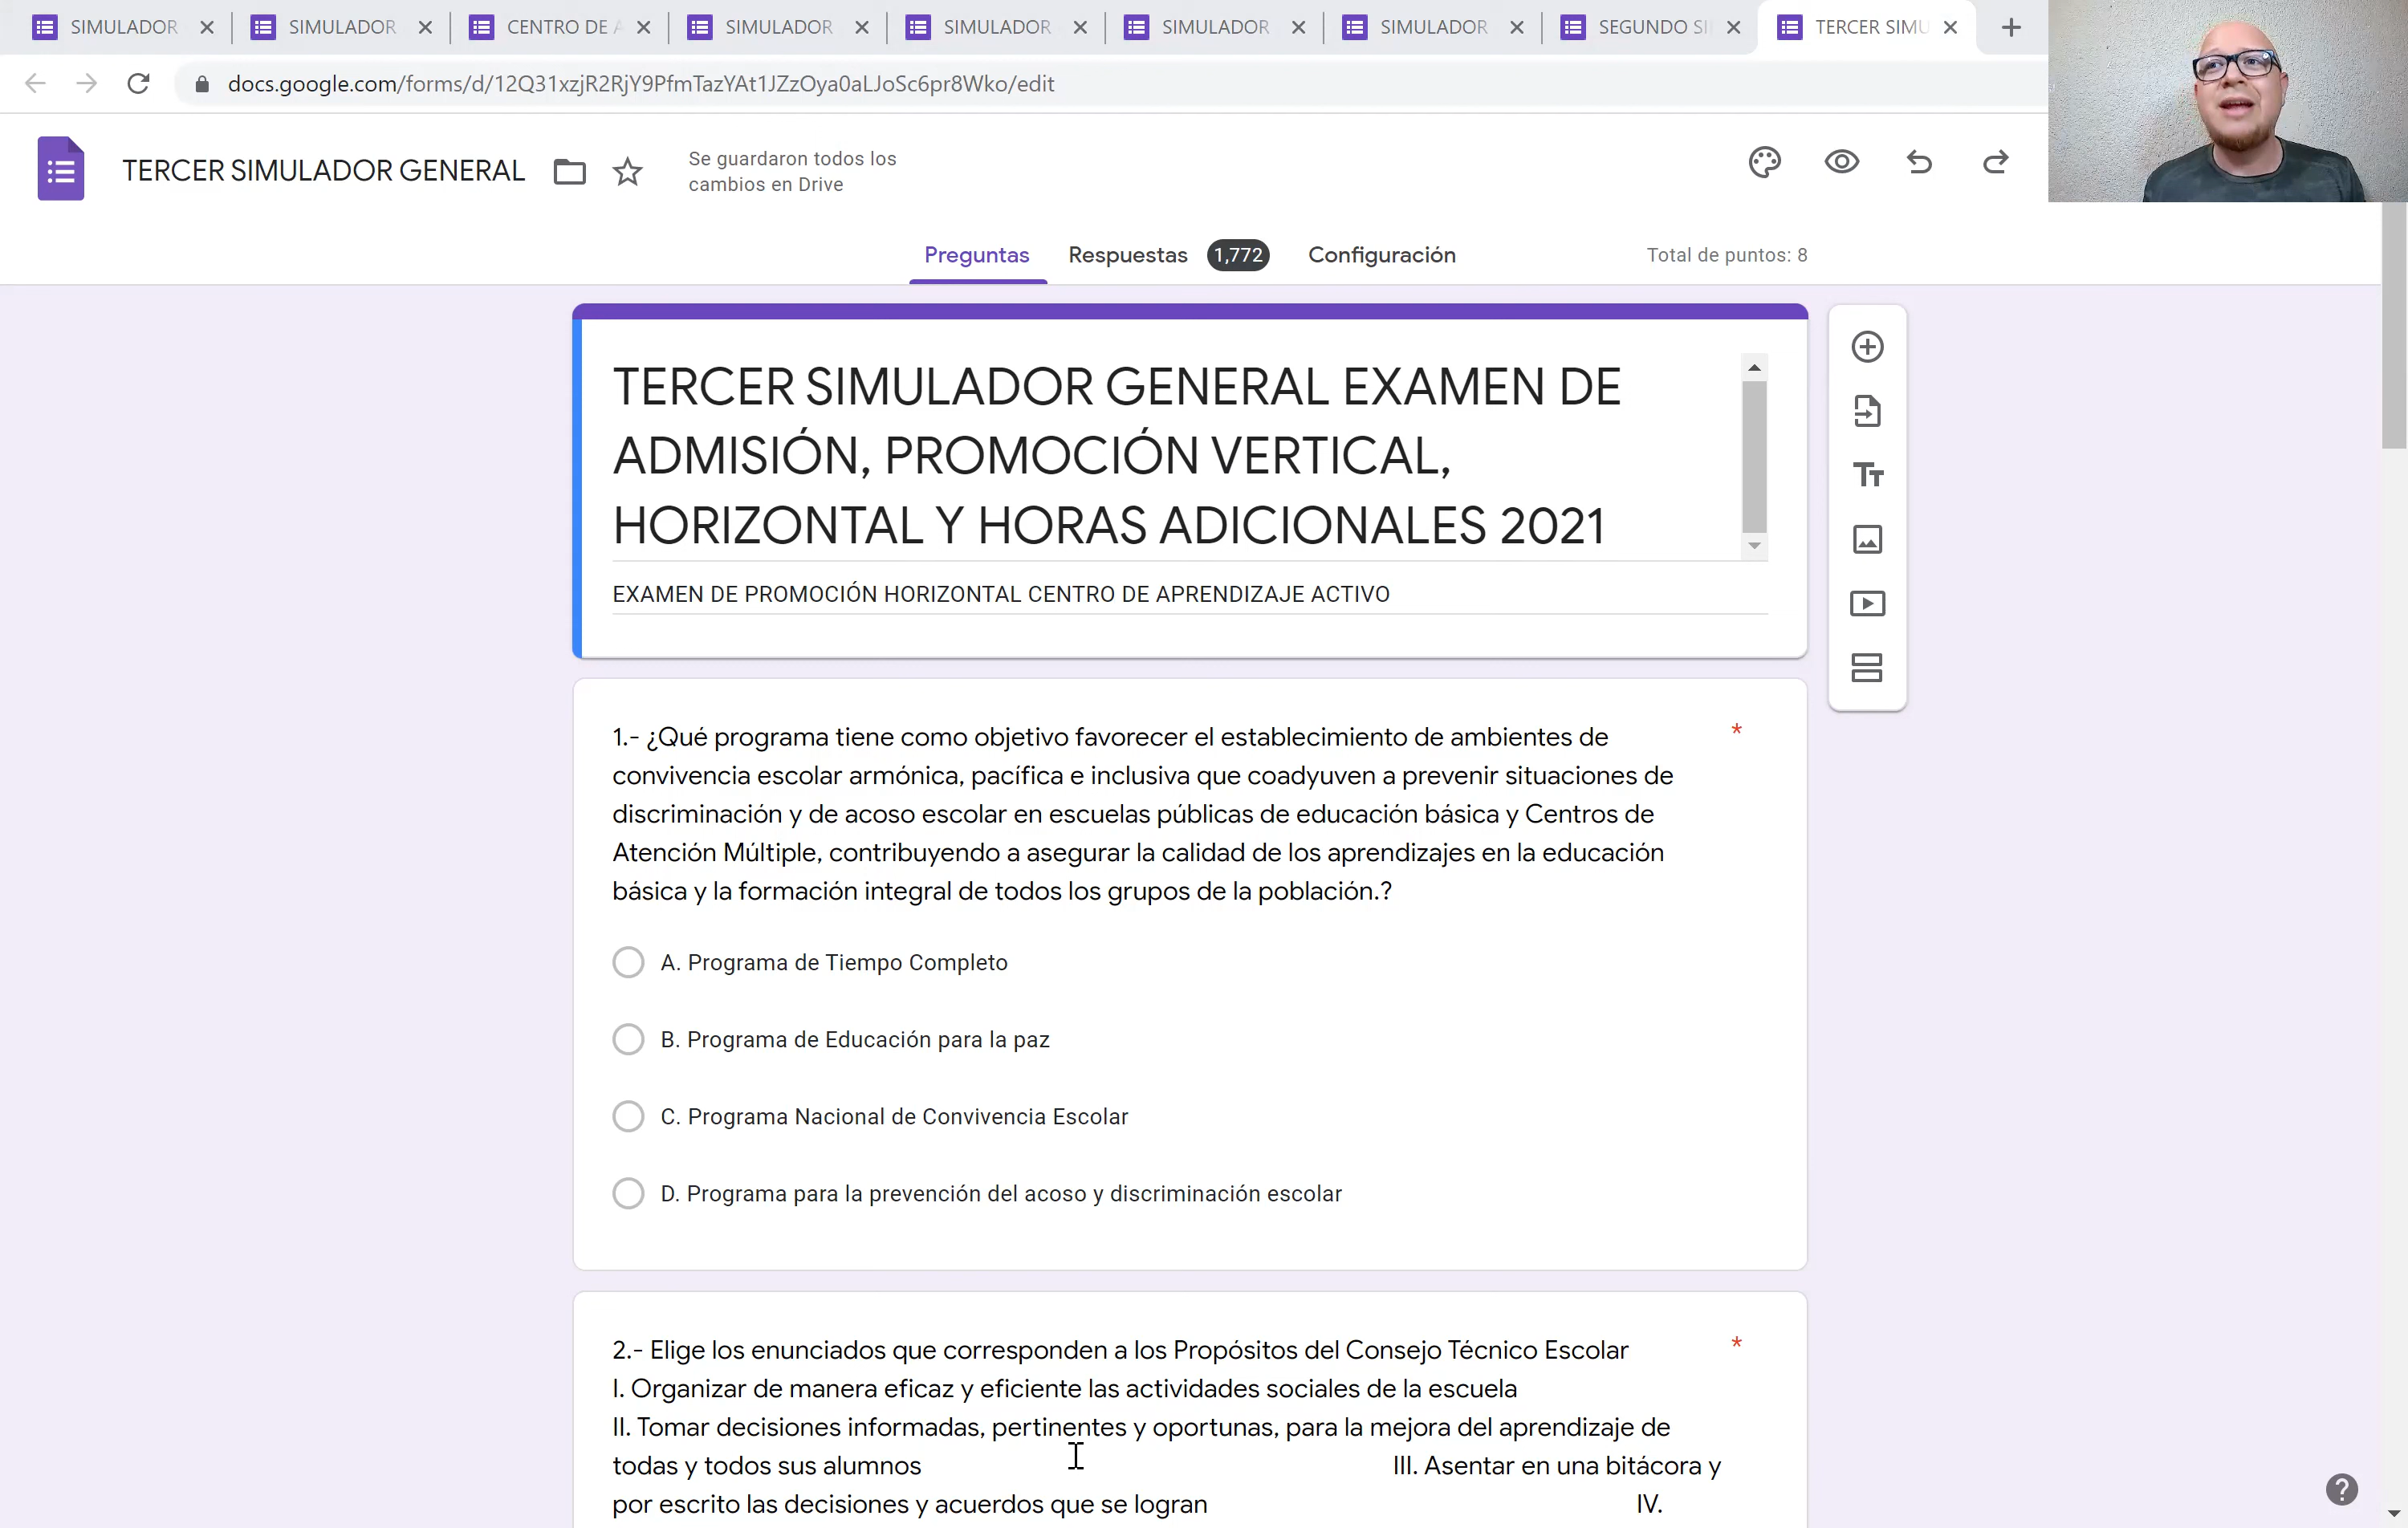 SIMULADOR
SIMULADOR
CENTRO DE A
SIMULADOR
SIMULADOR
SIMULADOR
SIMULADOR
SEGUNDO SI
TERCER SIMU
docs.google.com/forms/d/12Q31xzjR2RjY9PfmTazYAt1JZzOya0aLJoSc6pr8Wko/edit
TERCER SIMULADOR GENERAL
Se guardaron todos los
cambios en Drive
Preguntas
Respuestas 1,772
Configuración
Total de puntos: 8
TERCER SIMULADOR GENERAL EXAMEN DE
ADMISIÓN, PROMOCIÓN VERTICAL,
HORIZONTAL Y HORAS ADICIONALES 2021
EXAMEN DE PROMOCIÓN HORIZONTAL CENTRO DE APRENDIZAJE ACTIVO
1.- ¿Qué programa tiene como objetivo favorecer el establecimiento de ambientes de *
convivencia escolar armónica, pacífica e inclusiva que coadyuven a prevenir situaciones de
discriminación y de acoso escolar en escuelas públicas de educación básica y Centros de
Atención Múltiple, contribuyendo a asegurar la calidad de los aprendizajes en la educación
básica y la formación integral de todos los grupos de la población.?
A. Programa de Tiempo Completo
B. Programa de Educación para la paz
C. Programa Nacional de Convivencia Escolar
D. Programa para la prevención del acoso y discriminación escolar
2.- Elige los enunciados que corresponden a los Propósitos del Consejo Técnico Escolar *
I. Organizar de manera eficaz y eficiente las actividades sociales de la escuela
II. Tomar decisiones informadas, pertinentes y oportunas, para la mejora del aprendizaje de
todas y todos sus alumnos III. Asentar en una bitácora y
por escrito las decisiones y acuerdos que se logran IV.